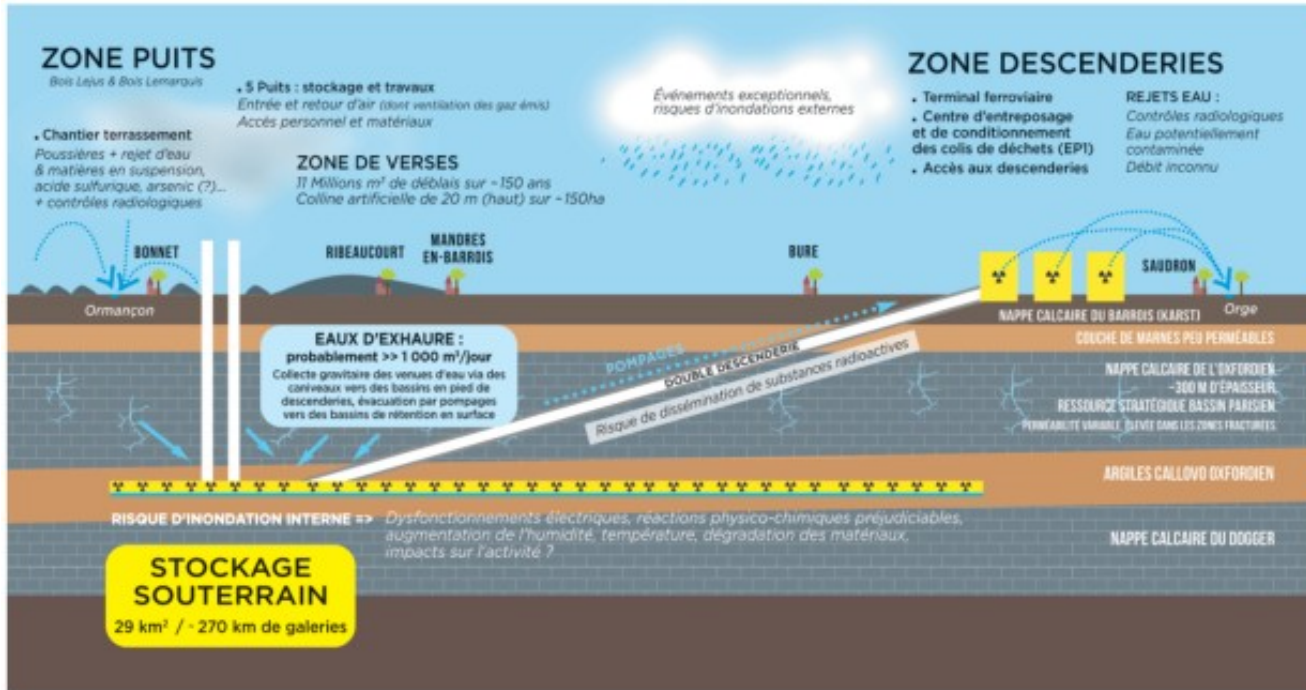 ZONE PUITS
Bois Lejus & Bois Lemarquis
. Chantier terrassement
Poussières + rejet d'eau
& matières en suspension,
acide sulfurique, arsenic (?)...
+ contrôles radiologiques
. 5 Puits : stockage et travaux
Entrée et retour d'air (dont ventilation des gaz émis)
Accès personnel et matériaux
ZONE DE VERSES
11 Millions m³ de déblais sur ~150 ans
Colline artificielle de 20 m (haut) sur ~150ha
Événements exceptionnels,
risques d'inondations externes
ZONE DESCENDERIES
. Terminal ferroviaire
. Centre d'entreposage
et de conditionnement
des colis de déchets (EP1)
. Accès aux descenderies
REJETS EAU :
Contrôles radiologiques
Eau potentiellement
contaminée
Débit inconnu
BONNET
RIBEAUCOURT
MANDRES
EN-BARROIS
BURE
SAUDRON
Ormançon
Orge
NAPPE CALCAIRE DU BARROIS (KARST)
COUCHE DE MARNES PEU PERMÉABLES
EAUX D'EXHAURE :
probablement >> 1 000 m³/jour
Collecte gravitaire des venues d'eau via des
caniveaux vers des bassins en pied de
descenderies, évacuation par pompages
vers des bassins de rétention en surface
POMPAGES
DOUBLE DESCENDERIE
Risque de dissémination de substances radioactives
NAPPE CALCAIRE DE L'OXFORDIEN
~300 M D'ÉPAISSEUR
RESSOURCE STRATÉGIQUE BASSIN PARISIEN
PERMÉABILITÉ VARIABLE, ÉLEVÉE DANS LES ZONES FRACTURÉES
ARGILES CALLOVO OXFORDIEN
RISQUE D'INONDATION INTERNE => Dysfonctionnements électriques, réactions physico-chimiques préjudiciables,
augmentation de l'humidité, température, dégradation des matériaux,
impacts sur l'activité ?
NAPPE CALCAIRE DU DOGGER
STOCKAGE
SOUTERRAIN
29 km² / ~ 270 km de galeries